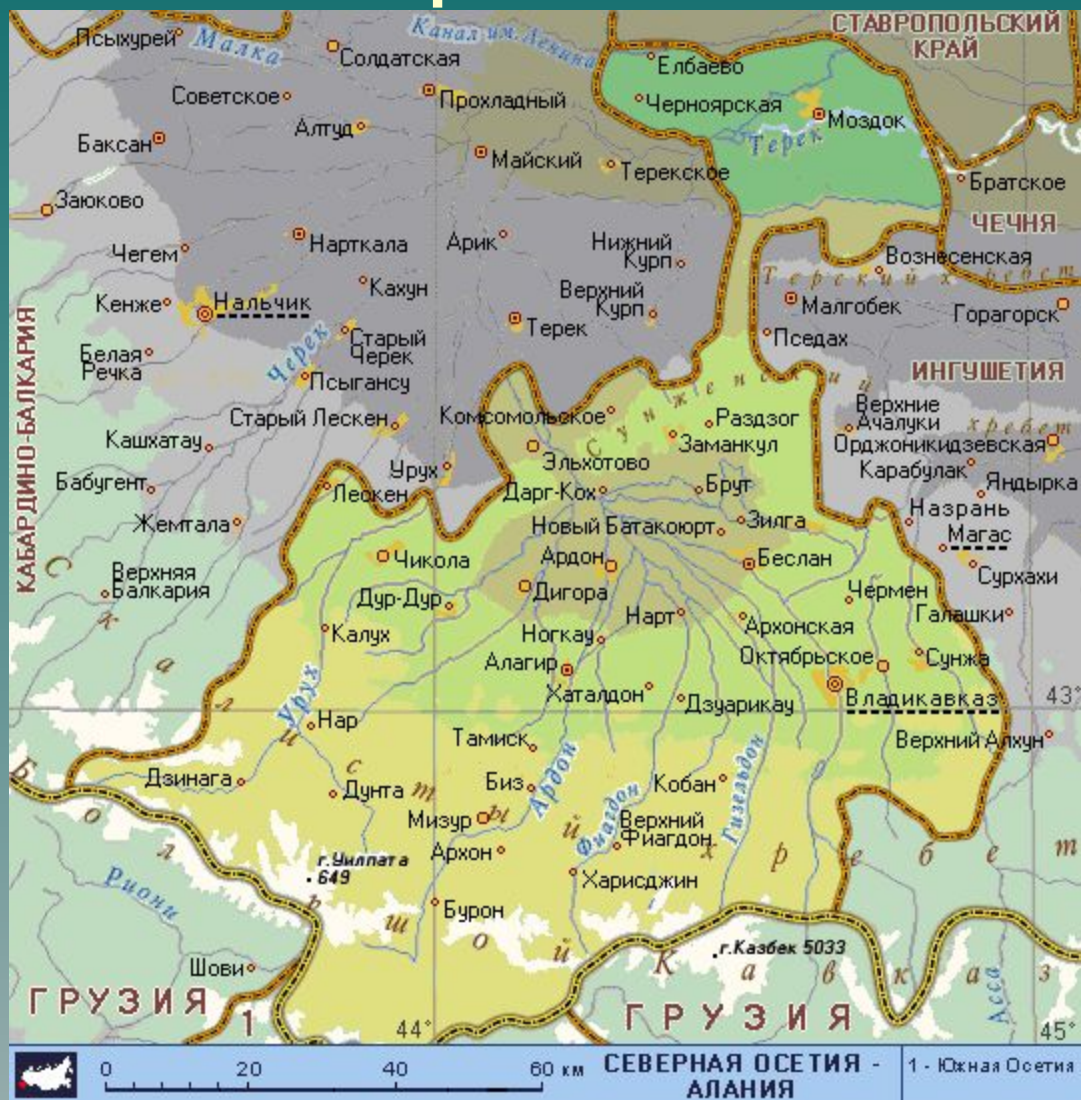 СТАВРОПОЛЬСКИЙ
КРАЙ
Псыхурей
Малка
Канал им. Ленина
Солдатская
Елбаево
Советское
Прохладный
Черноярская
Моздок
Алтуд
Терек
Баксан
Майский
Терекское
Братское
Заюково
ЧЕЧНЯ
Нарткала
Арик
Нижний
Курп
Чегем
Вознесенская
Терский хребет
Кенже
Нальчик
Кахун
Верхний
Курп
Малгобек
Горагорск
Терек
Старый
Черек
Черек
Пседах
Белая
Речка
КАБАРДИНО-БАЛКАРИЯ
ИНГУШЕТИЯ
Псыгансу
Сунженский хребет
Старый Лескен
Комсомольское
Раздзог
Верхние
Ачалуки
Кашхатау
Заманкул
Орджоникидзевская
Урух
Эльхотово
Карабулак
Бабугент
Лескен
Дарг-Кох
Брут
Яндырка
Жемтала
Новый Батакоюрт
Зилга
Назрань
Чикола
Ардон
Беслан
Магас
Сурхахи
Верхняя
Балкария
Дур-Дур
Дигора
Чермен
Галашки
Калух
Нарт
Архонская
Ногкау
Октябрьское
Сунжа
Алагир
Урух
Хаталдон
Дзуарикау
Владикавказ
43°
Нар
Тамиск
Верхний Алхун
Скалистый хребет
Дзинага
Дунта
Биз
Ардон
Кобан
Гизельдон
Мизур
Фиагдон
Верхний
Фиагдон
Архон
г.Уилпата
649
Харисджин
Риони
Бурон
Большой Кавказ
г.Казбек 5033
Шови
Асса
ГРУЗИЯ
1
44°
ГРУЗИЯ
45°
0 20 40 60 км
СЕВЕРНАЯ ОСЕТИЯ -
АЛАНИЯ
1 - Южная Осетия